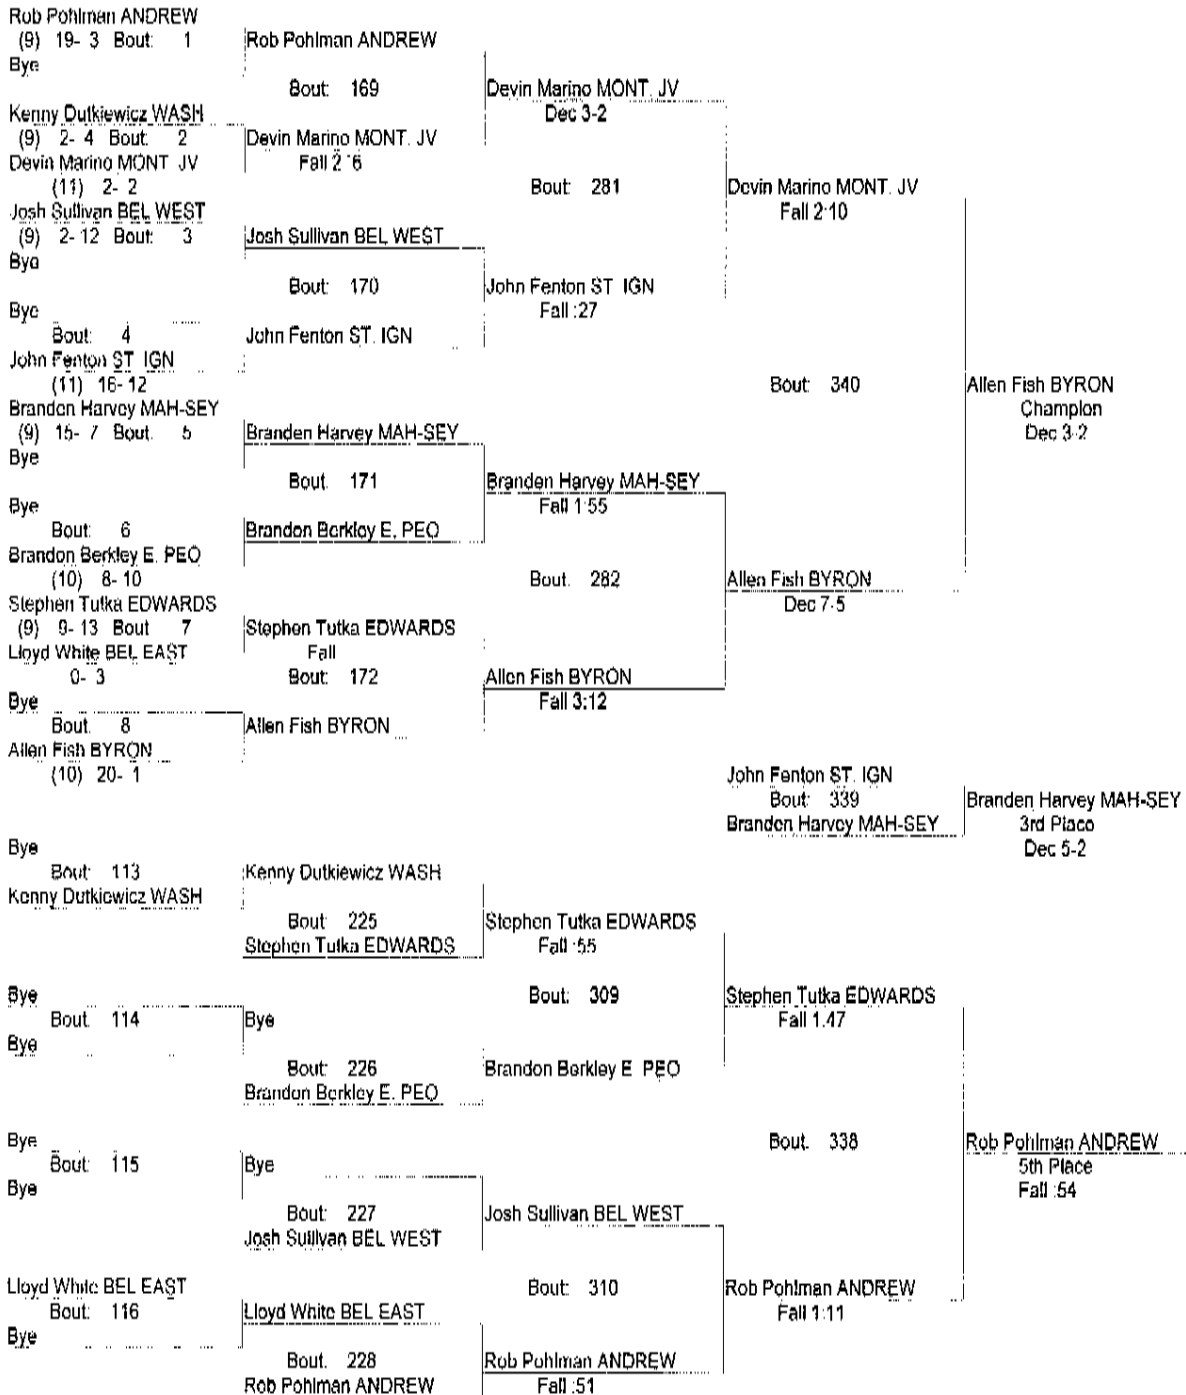 Rob Pohlman ANDREW
(9) 19- 3 Bout: 1 Rob Pohlman ANDREW
Bye
Bout: 169 Devin Marino MONT. JV
Dec 3-2
Kenny Dutkiewicz WASH
(9) 2- 4 Bout: 2 Devin Marino MONT. JV
Devin Marino MONT JV Fall 2:16
(11) 2- 2 Bout: 281 Devin Marino MONT. JV
Fall 2:10
Josh Sullivan BEL WEST
(9) 2-12 Bout: 3 Josh Sullivan BEL WEST
Bye
Bout: 170 John Fenton ST IGN
Fall :27
Bye
Bout: 4 John Fenton ST. IGN
John Fenton ST IGN
(11) 16-12 Bout: 340 Allen Fish BYRON
Champion
Dec 3-2
Branden Harvey MAH-SEY
(9) 15- 7 Bout. 5 Branden Harvey MAH-SEY
Bye
Bout. 171 Branden Harvey MAH-SEY
Fall 1:55
Bye
Bout: 6 Brandon Berkley E. PEO
Brandon Berkley E. PEO
(10) 8-10 Bout. 282 Allen Fish BYRON
Dec 7-5
Stephen Tutka EDWARDS
(9) 9-13 Bout 7 Stephen Tutka EDWARDS
Fall
Lloyd White BEL EAST
0- 3 Bout: 172 Allen Fish BYRON
Fall 3:12
Bye
Bout. 8 Allen Fish BYRON
Allen Fish BYRON
(10) 20- 1
John Fenton ST. IGN
Bout: 339 Branden Harvey MAH-SEY
Branden Harvey MAH-SEY 3rd Place
Dec 5-2
Bye
Bout: 113 Kenny Dutkiewicz WASH
Kenny Dutkiewicz WASH
Bout: 225 Stephen Tutka EDWARDS
Stephen Tutka EDWARDS Fall :55
Bye Bout: 309 Stephen Tutka EDWARDS
Bout. 114 Bye Fall 1.47
Bye
Bout: 226 Brandon Berkley E PEO
Brandon Berkley E. PEO
Bye Bout. 338 Rob Pohlman ANDREW
Bout: 115 Bye 5th Place
Bye Fall :54
Bout: 227 Josh Sullivan BEL WEST
Josh Sullivan BEL WEST
Lloyd White BEL EAST Bout: 310 Rob Pohlman ANDREW
Bout: 116 Lloyd White BEL EAST Fall 1:11
Bye
Bout. 228 Rob Pohlman ANDREW
Rob Pohlman ANDREW Fall :51